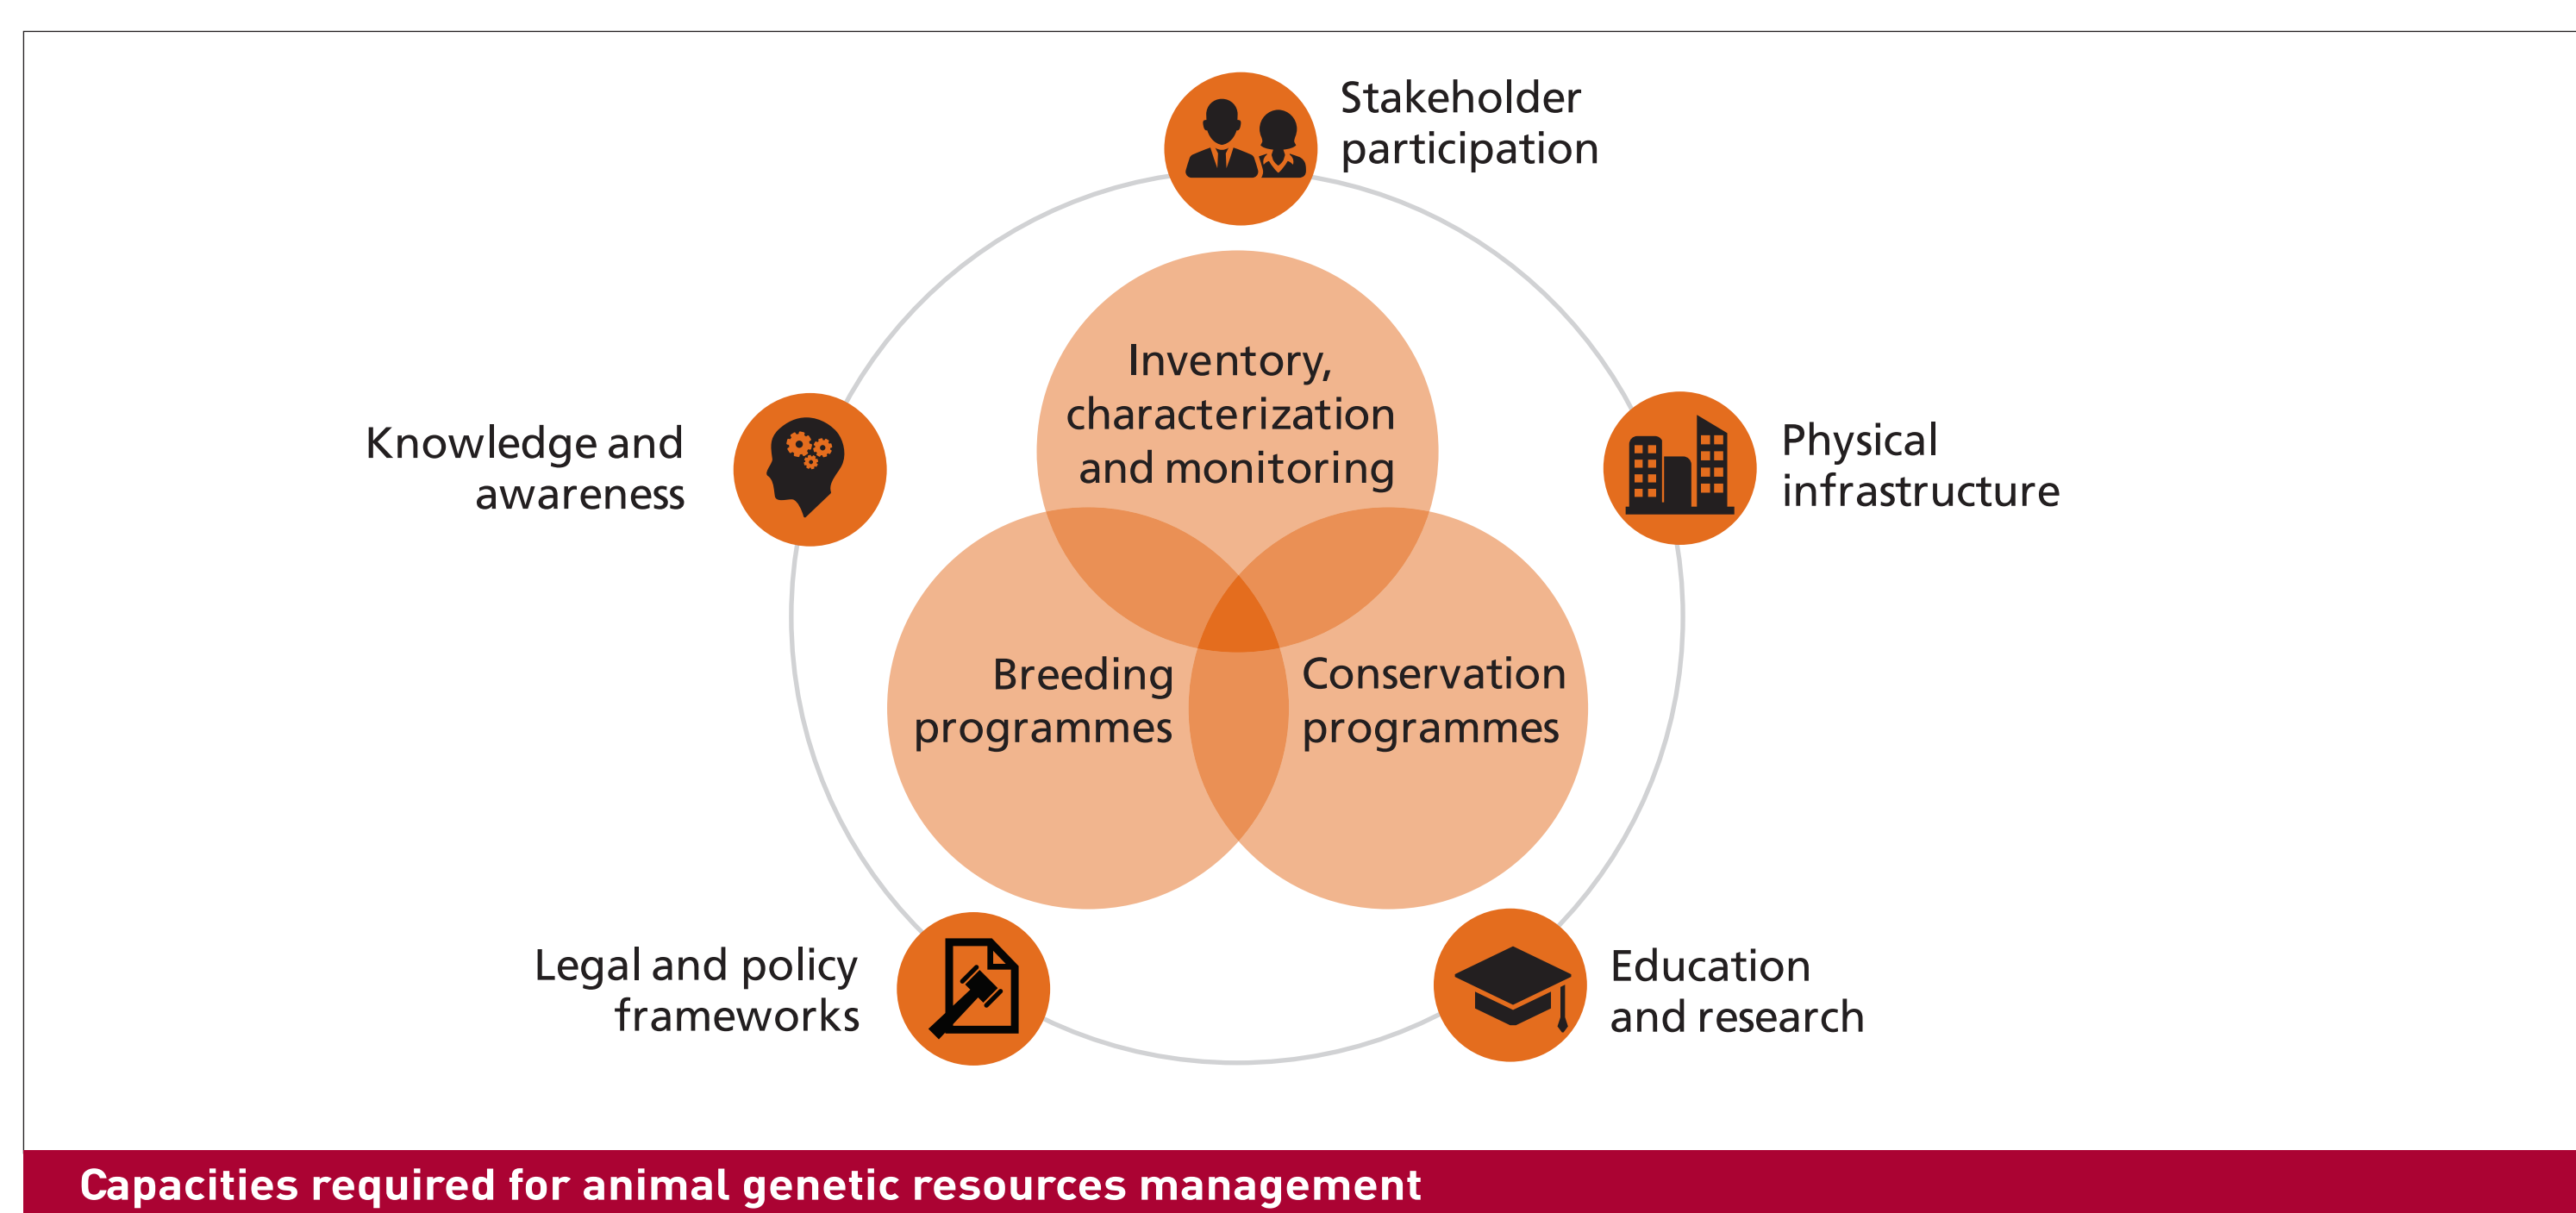 Stakeholder
participation
Inventory,
characterization
and monitoring
Knowledge and
awareness
Physical
infrastructure
Breeding
programmes
Conservation
programmes
Legal and policy
frameworks
Education
and research
Capacities required for animal genetic resources management